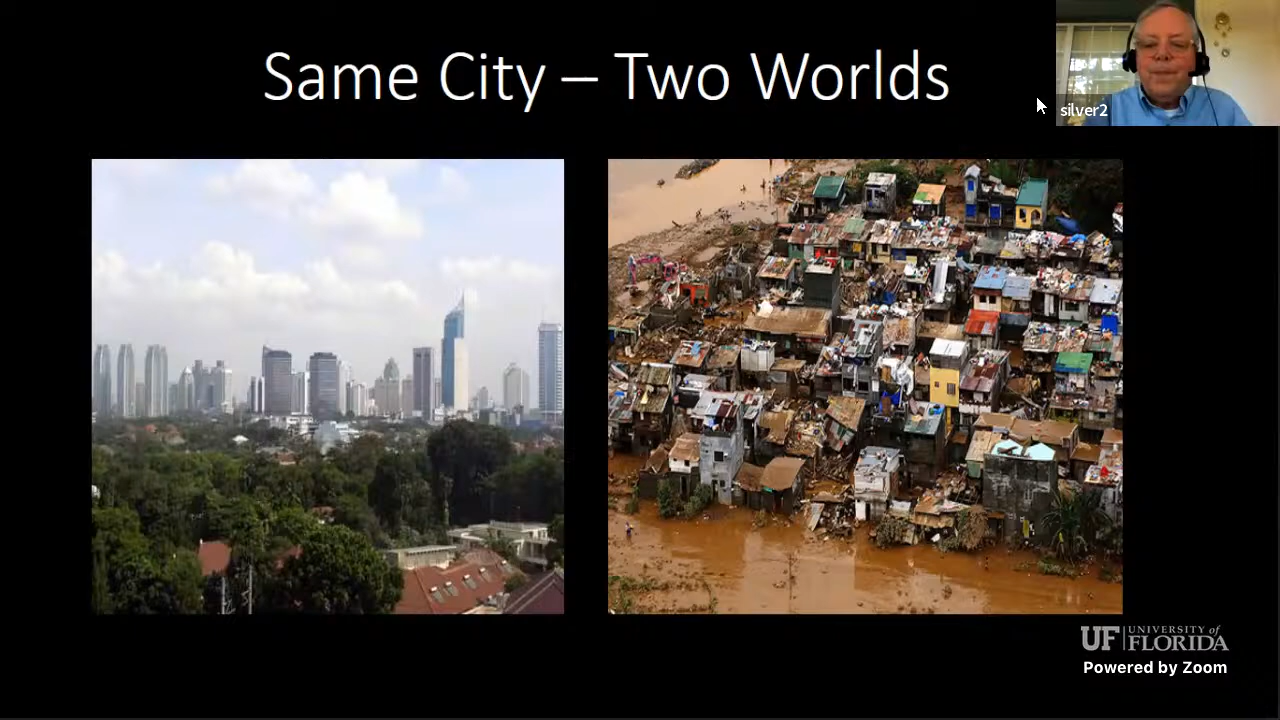 Same City – Two Worlds
silver2
UF UNIVERSITY of
FLORIDA
Powered by Zoom